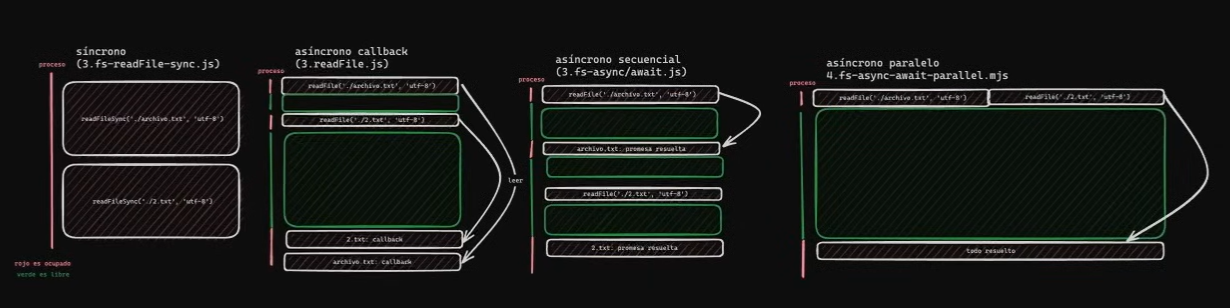 síncrono
(3.fs-readFile-sync.js)
proceso
readFileSync('./archivo.txt', 'utf-8')
readFileSync('./2.txt', 'utf-8')
rojo es ocupado
verde es libre
asíncrono callback
(3.readFile.js)
proceso
readFile('./archivo.txt', 'utf-8')
readFile('./2.txt', 'utf-8')
leer
2.txt: callback
archivo.txt: callback
asíncrono secuencial
(3.fs-async/await.js)
proceso
readFile('./archivo.txt', 'utf-8')
archivo.txt: promesa resuelta
readFile('./2.txt', 'utf-8')
2.txt: promesa resuelta
asíncrono paralelo
4.fs-async-await-parallel.mjs
proceso
readFile('./archivo.txt', 'utf-8')
readFile('./2.txt', 'utf-8')
todo resuelto